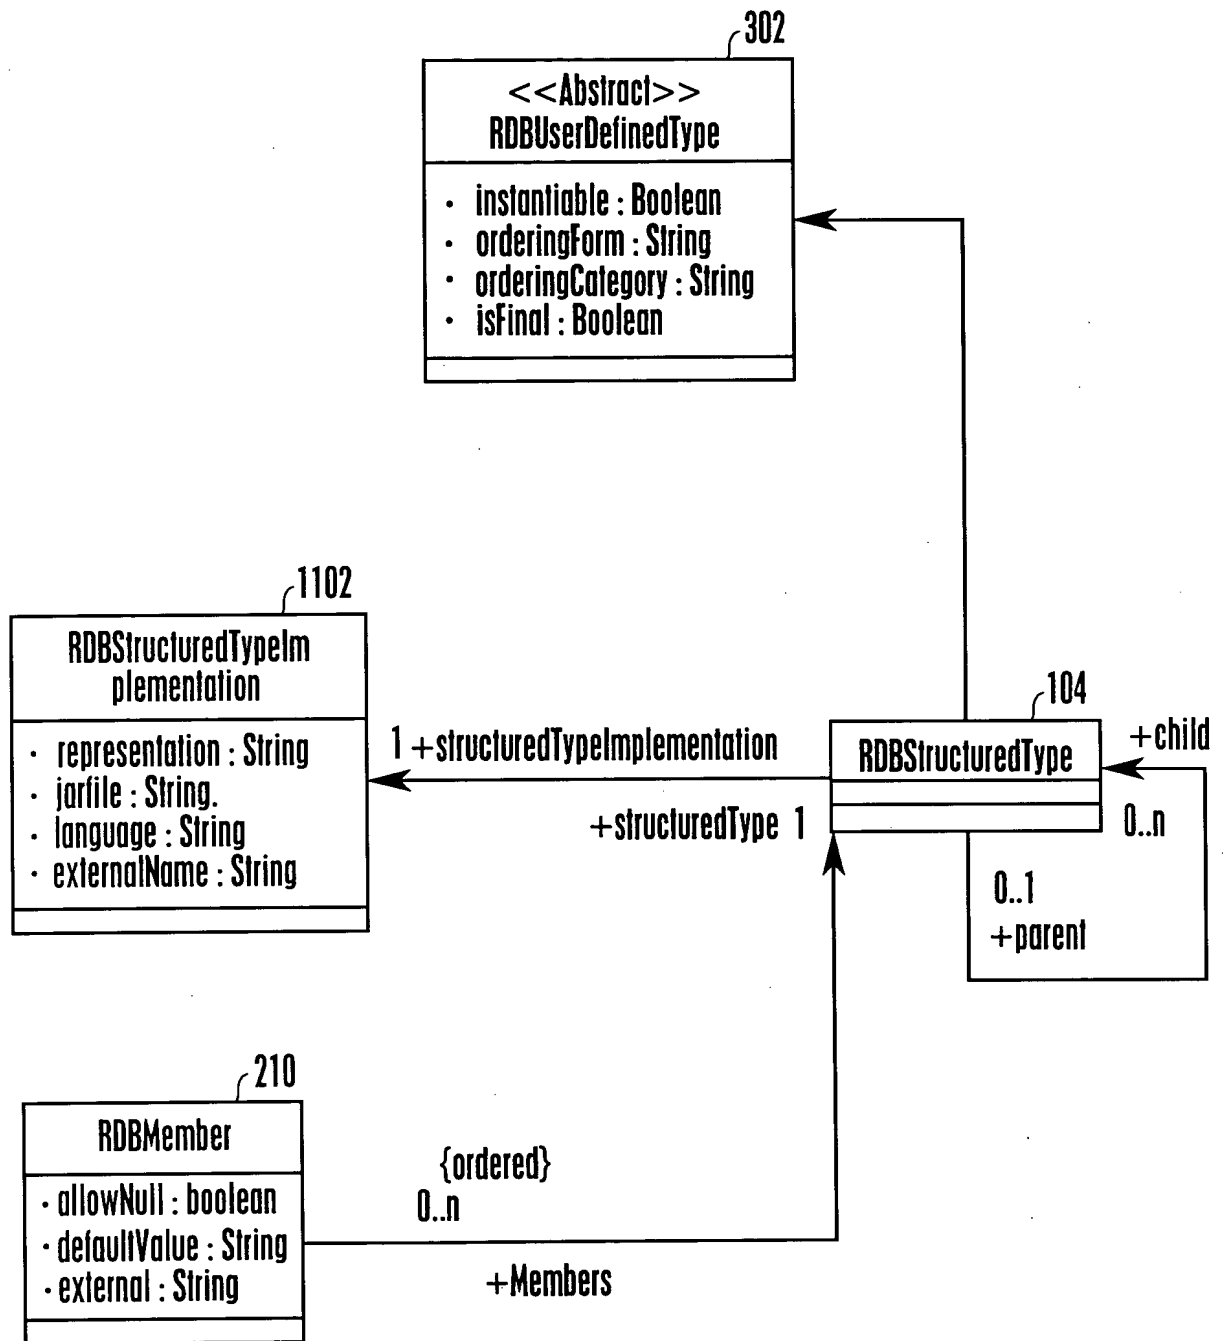 302
<<Abstract>>
RDBUserDefinedType
· instantiable : Boolean
· orderingForm : String
· orderingCategory : String
· isFinal : Boolean
1102
RDBStructuredTypeIm
plementation
· representation : String
· jarfile : String.
· language : String
· externalName : String
1 +structuredTypeImplementation
+structuredType 1
104
RDBStructuredType
+child
0..n
0..1
+parent
210
RDBMember
· allowNull : boolean
· defaultValue : String
· external : String
{ordered}
0..n
+Members